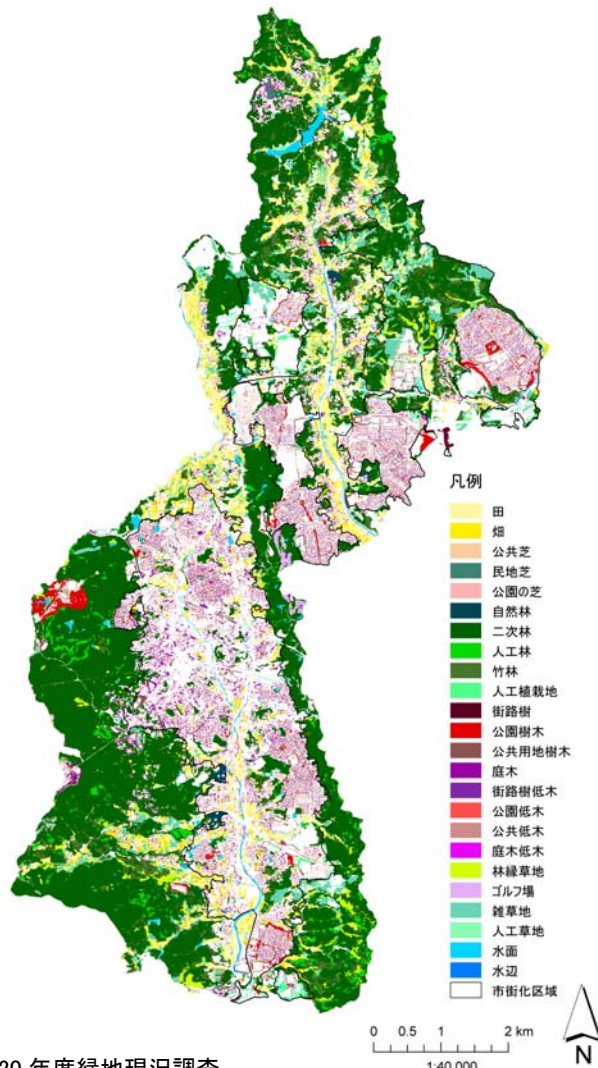 凡例
田
畑
公共芝
民地芝
公園の芝
自然林
二次林
人工林
竹林
人工植栽地
街路樹
公園樹木
公共用地樹木
庭木
街路樹低木
公園低木
公共低木
庭木低木
林縁草地
ゴルフ場
雑草地
人工草地
水面
水辺
市街化区域
0 0.5 1 2 km
1:40,000
N
20 年度緑地現況調査